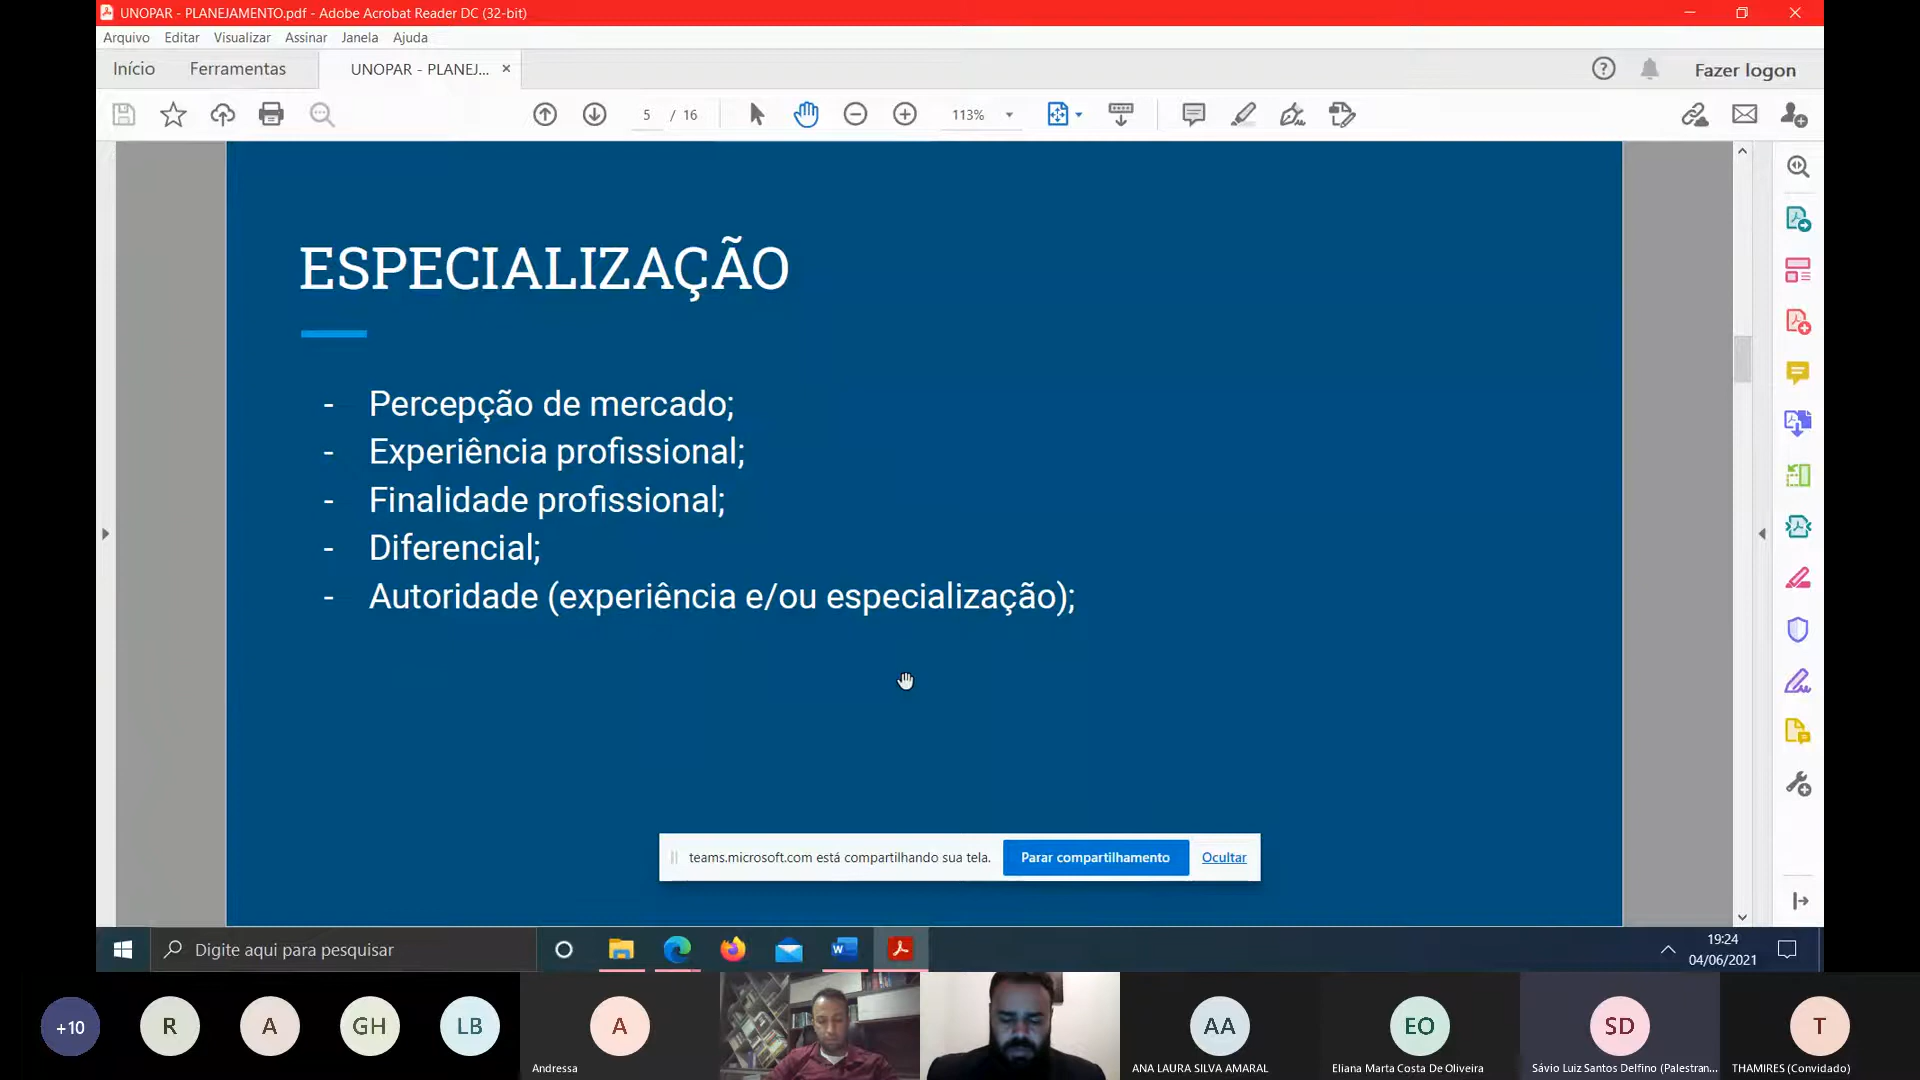 UNOPAR - PLANEJAMENTO.pdf - Adobe Acrobat Reader DC (32-bit)
Arquivo Editar Visualizar Assinar Janela Ajuda
Início Ferramentas UNOPAR - PLANEJ... Fazer logon
5 / 16 113%
ESPECIALIZAÇÃO
- Percepção de mercado;
- Experiência profissional;
- Finalidade profissional;
- Diferencial;
- Autoridade (experiência e/ou especialização);
teams.microsoft.com está compartilhando sua tela. Parar compartilhamento Ocultar
Digite aqui para pesquisar
19:24
04/06/2021
+10 R A GH LB A AA EO SD T
Andressa ANA LAURA SILVA AMARAL Eliana Marta Costa De Oliveira Sávio Luiz Santos Delfino (Palestran... THAMIRES (Convidado)